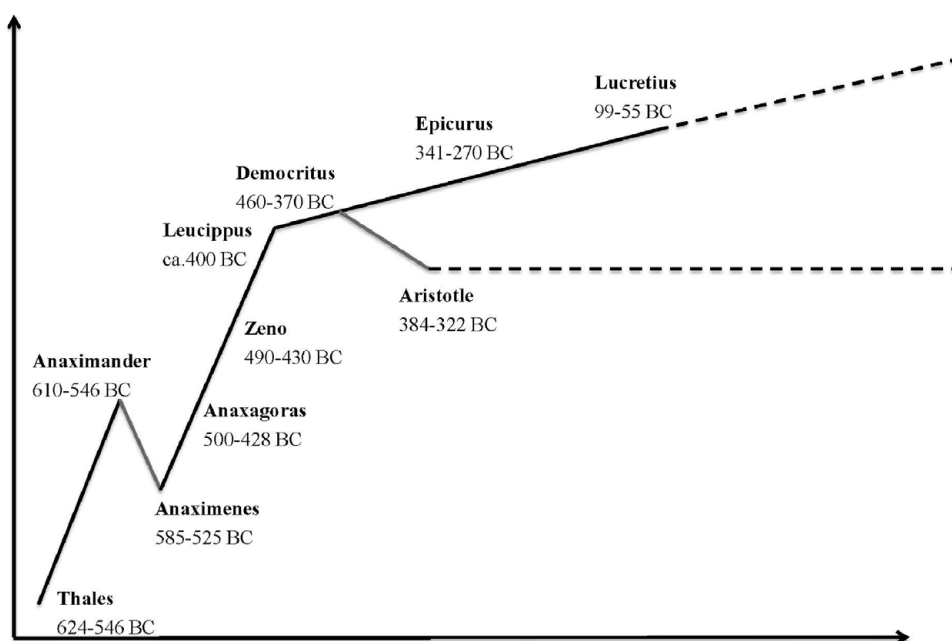 Lucretius
99-55 BC
Epicurus
341-270 BC
Democritus
460-370 BC
Leucippus
ca.400 BC
Aristotle
384-322 BC
Zeno
490-430 BC
Anaximander
610-546 BC
Anaxagoras
500-428 BC
Anaximenes
585-525 BC
Thales
624-546 BC